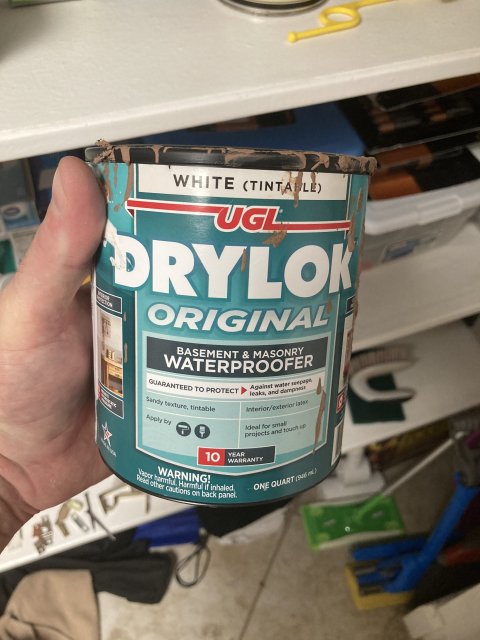 WHITE (TINTABLE)
UGL
DRYLOK
ORIGINAL
BASEMENT & MASONRY
WATERPROOFER
GUARANTEED TO PROTECT
Against water seepage,
leaks, and dampness
Sandy texture, tintable
Interior/exterior latex
Apply by
Ideal for small
projects and touch up
10 YEAR
WARRANTY
WARNING!
Vapor harmful. Harmful if inhaled.
Read other cautions on back panel.
ONE QUART (946 mL)